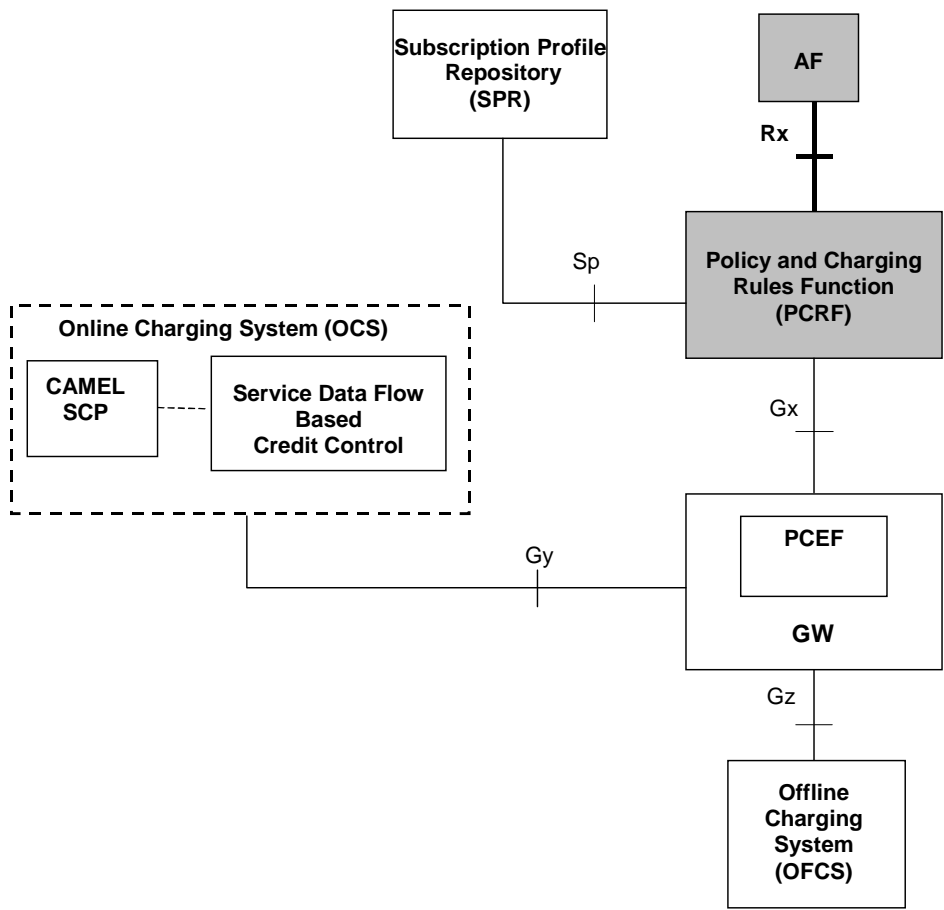 Subscription Profile
Repository
(SPR)
AF
Rx
Sp
Policy and Charging
Rules Function
(PCRF)
Online Charging System (OCS)
CAMEL
SCP
Service Data Flow
Based
Credit Control
Gx
PCEF
Gy
GW
Gz
Offline
Charging
System
(OFCS)